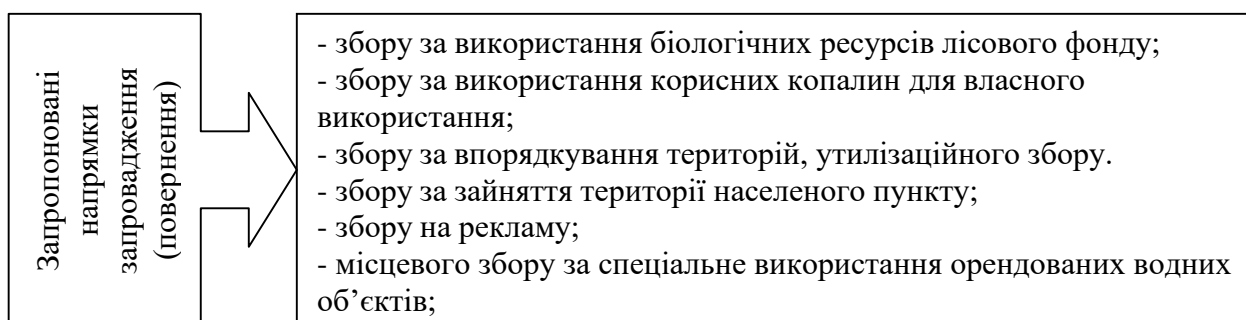 Запропоновані
напрямки
запровадження
(повернення)
- збору за використання біологічних ресурсів лісового фонду;
- збору за використання корисних копалин для власного
використання;
- збору за впорядкування територій, утилізаційного збору.
- збору за зайняття території населеного пункту;
- збору на рекламу;
- місцевого збору за спеціальне використання орендованих водних
об’єктів;